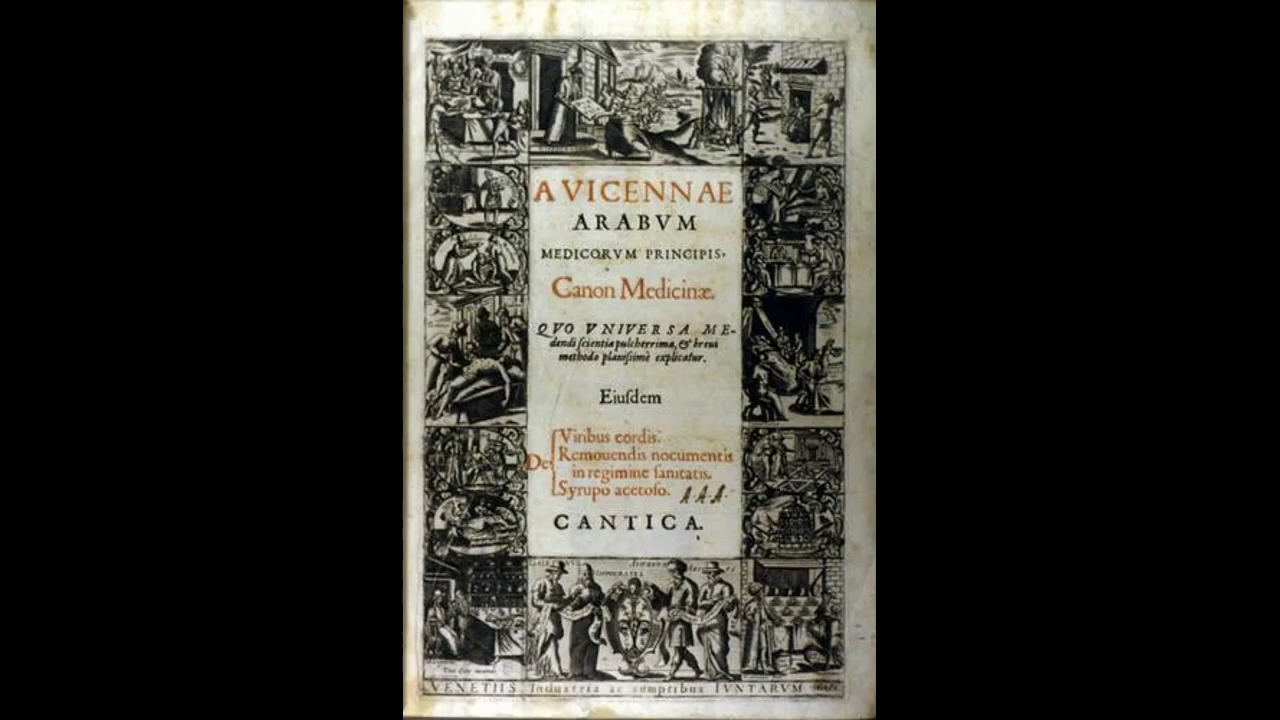 AVICENNAE
ARABVM
MEDICORVM PRINCIPIS,
Canon Medicinæ.
QVO VNIVERSA ME-
dendi ſcientia pulcherrima, & breui
methodo planiſsimè explicatur.
Eiuſdem
De
Viribus cordis.
Remouendis nocumentis
in regimine ſanitatis.
Syrupo acetoſo.
A A A
CANTICA.
HIPPOCRATES
VENETIIS Induſtria ac ſumptibus IVNTARVM